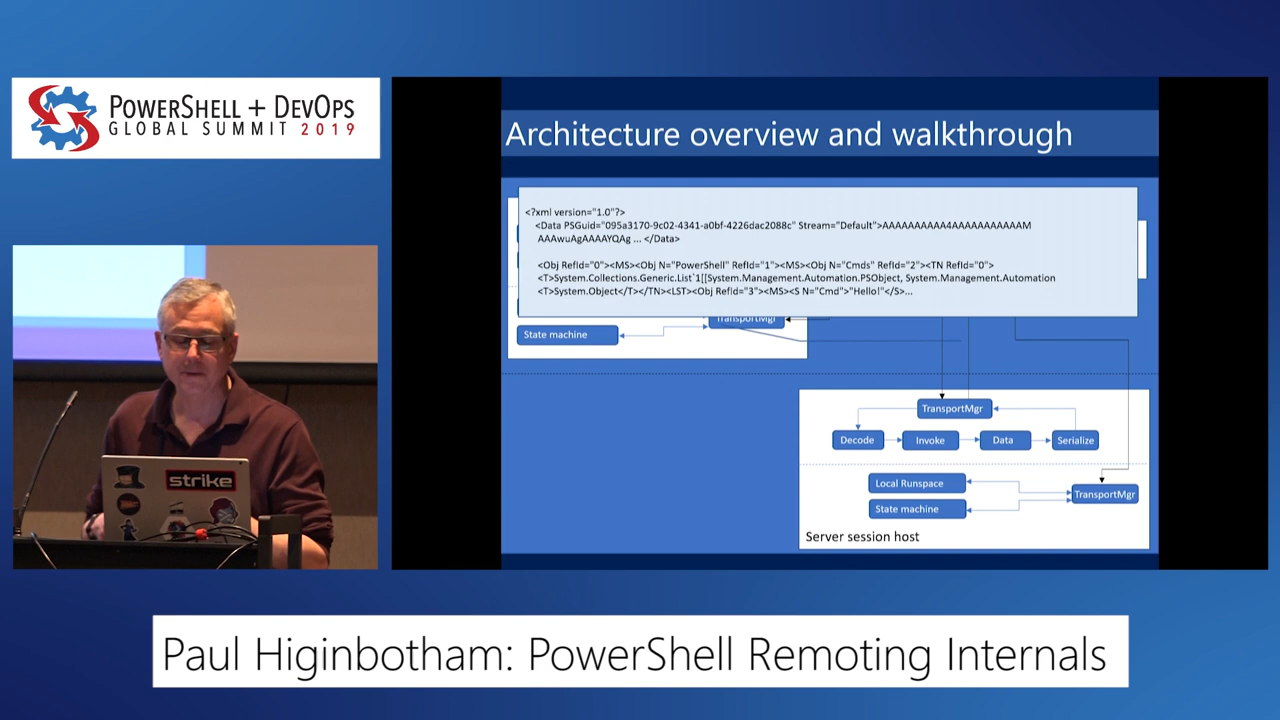 POWERSHELL + DEVOPS
GLOBAL SUMMIT 2019
Architecture overview and walkthrough
<?xml version="1.0"?>
<Data PSGuid="095a3170-9c02-4341-a0bf-4226dac2088c" Stream="Default">AAAAAAAAAA4AAAAAAAAAAAM
AAAwuAgAAAAYQAg ... </Data>
<Obj RefId="0"><MS><Obj N="PowerShell" RefId="1"><MS><Obj N="Cmds" RefId="2"><TN RefId="0">
<T>System.Collections.Generic.List`1[[System.Management.Automation.PSObject, System.Management.Automation
<T>System.Object</T></TN><LST><Obj RefId="3"><MS><S N="Cmd">"Hello!"</S>...
TransportMgr
State machine
TransportMgr
Decode
Invoke
Data
Serialize
Local Runspace
State machine
TransportMgr
Server session host
strike
Paul Higinbotham: PowerShell Remoting Internals